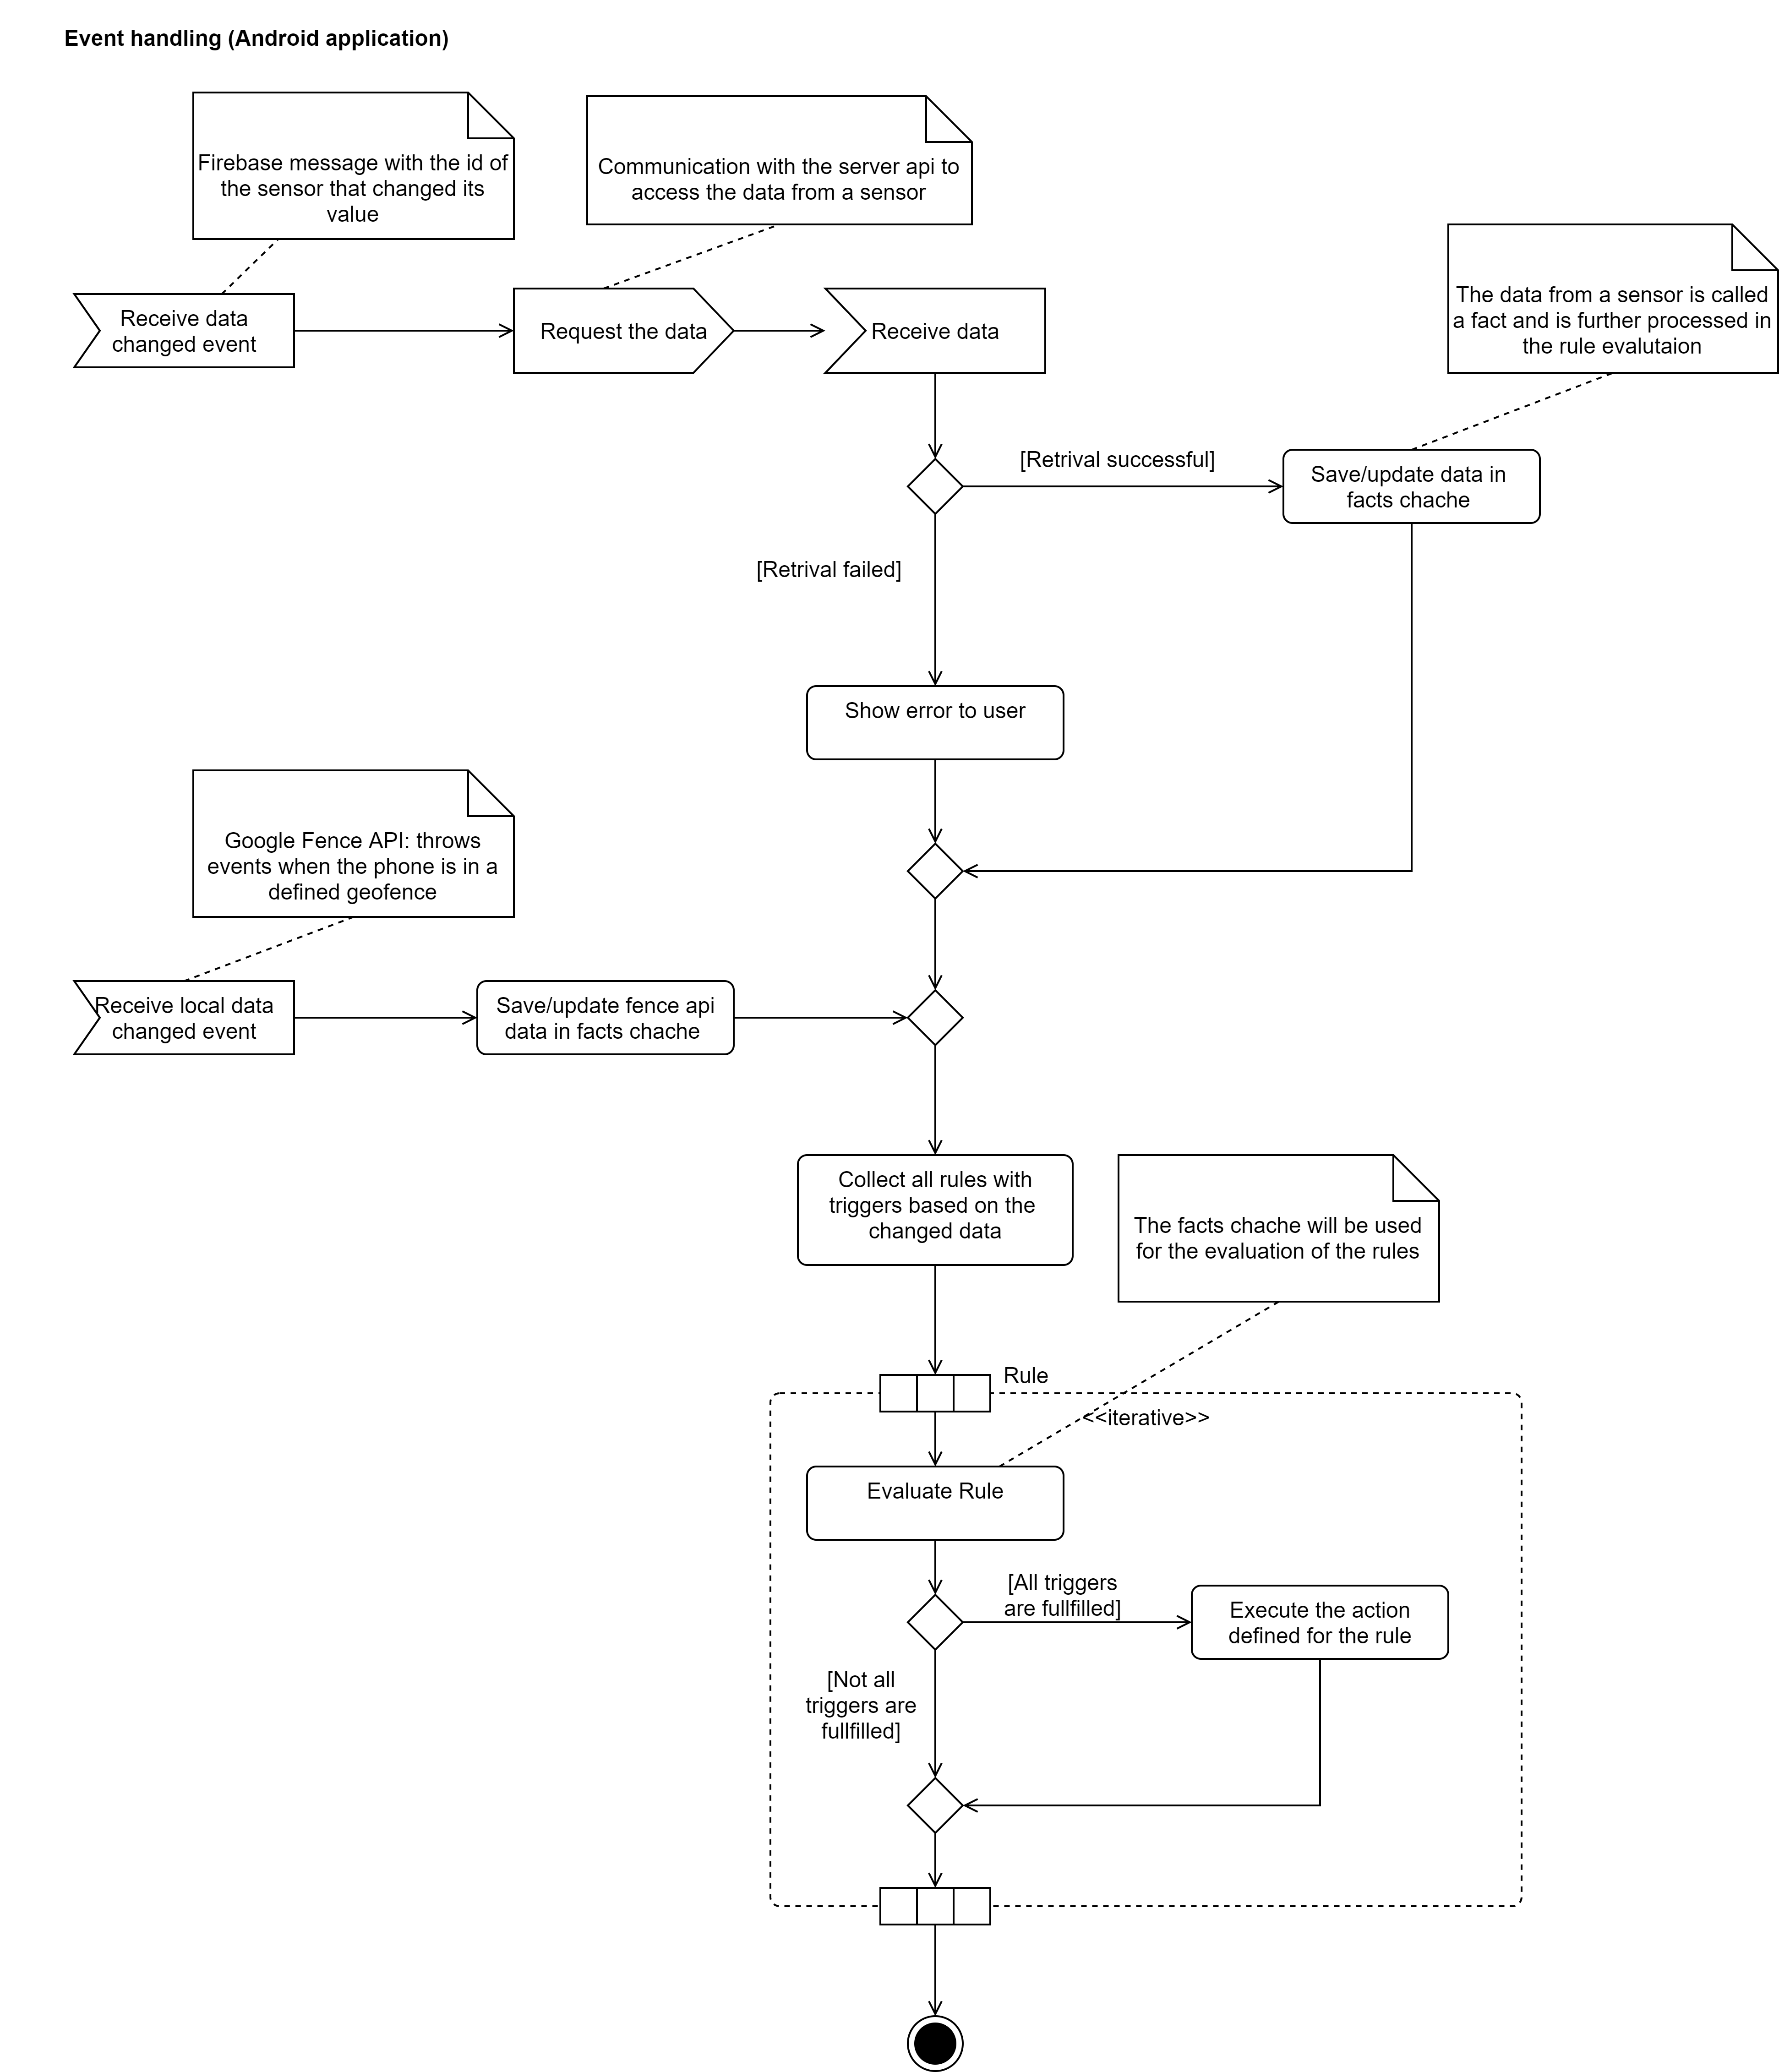 Event handling (Android application)
Firebase message with the id of
the sensor that changed its
value
Communication with the server api to
access the data from a sensor
The data from a sensor is called
a fact and is further processed in
the rule evalutaion
Receive data
changed event
Request the data
Receive data
[Retrival successful]
Save/update data in
facts chache
[Retrival failed]
Show error to user
Google Fence API: throws
events when the phone is in a
defined geofence
Receive local data
changed event
Save/update fence api
data in facts chache
Collect all rules with
triggers based on the
changed data
The facts chache will be used
for the evaluation of the rules
Rule
<<iterative>>
Evaluate Rule
[All triggers
are fullfilled]
Execute the action
defined for the rule
[Not all
triggers are
fullfilled]